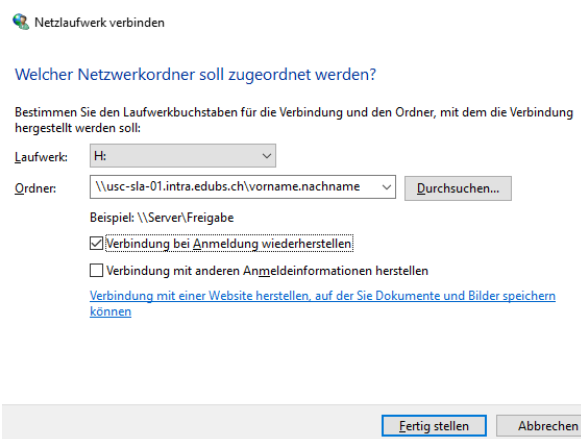 Netzlaufwerk verbinden
Welcher Netzwerkordner soll zugeordnet werden?
Bestimmen Sie den Laufwerkbuchstaben für die Verbindung und den Ordner, mit dem die Verbindung
hergestellt werden soll:
Laufwerk: H:
Ordner: \\usc-sla-01.intra.edubs.ch\vorname.nachname Durchsuchen...
Beispiel: \\Server\Freigabe
Verbindung bei Anmeldung wiederherstellen
Verbindung mit anderen Anmeldeinformationen herstellen
Verbindung mit einer Website herstellen, auf der Sie Dokumente und Bilder speichern
können
Fertig stellen Abbrechen